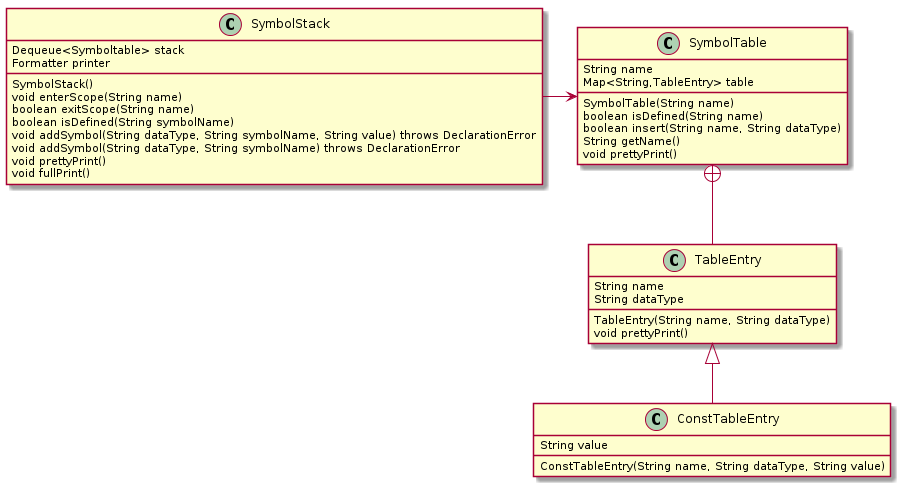 C SymbolStack
Dequeue<Symboltable> stack
Formatter printer
SymbolStack()
void enterScope(String name)
boolean exitScope(String name)
boolean isDefined(String symbolName)
void addSymbol(String dataType, String symbolName, String value) throws DeclarationError
void addSymbol(String dataType, String symbolName) throws DeclarationError
void prettyPrint()
void fullPrint()
C SymbolTable
String name
Map<String,TableEntry> table
SymbolTable(String name)
boolean isDefined(String name)
boolean insert(String name, String dataType)
String getName()
void prettyPrint()
C TableEntry
String name
String dataType
TableEntry(String name, String dataType)
void prettyPrint()
C ConstTableEntry
String value
ConstTableEntry(String name, String dataType, String value)